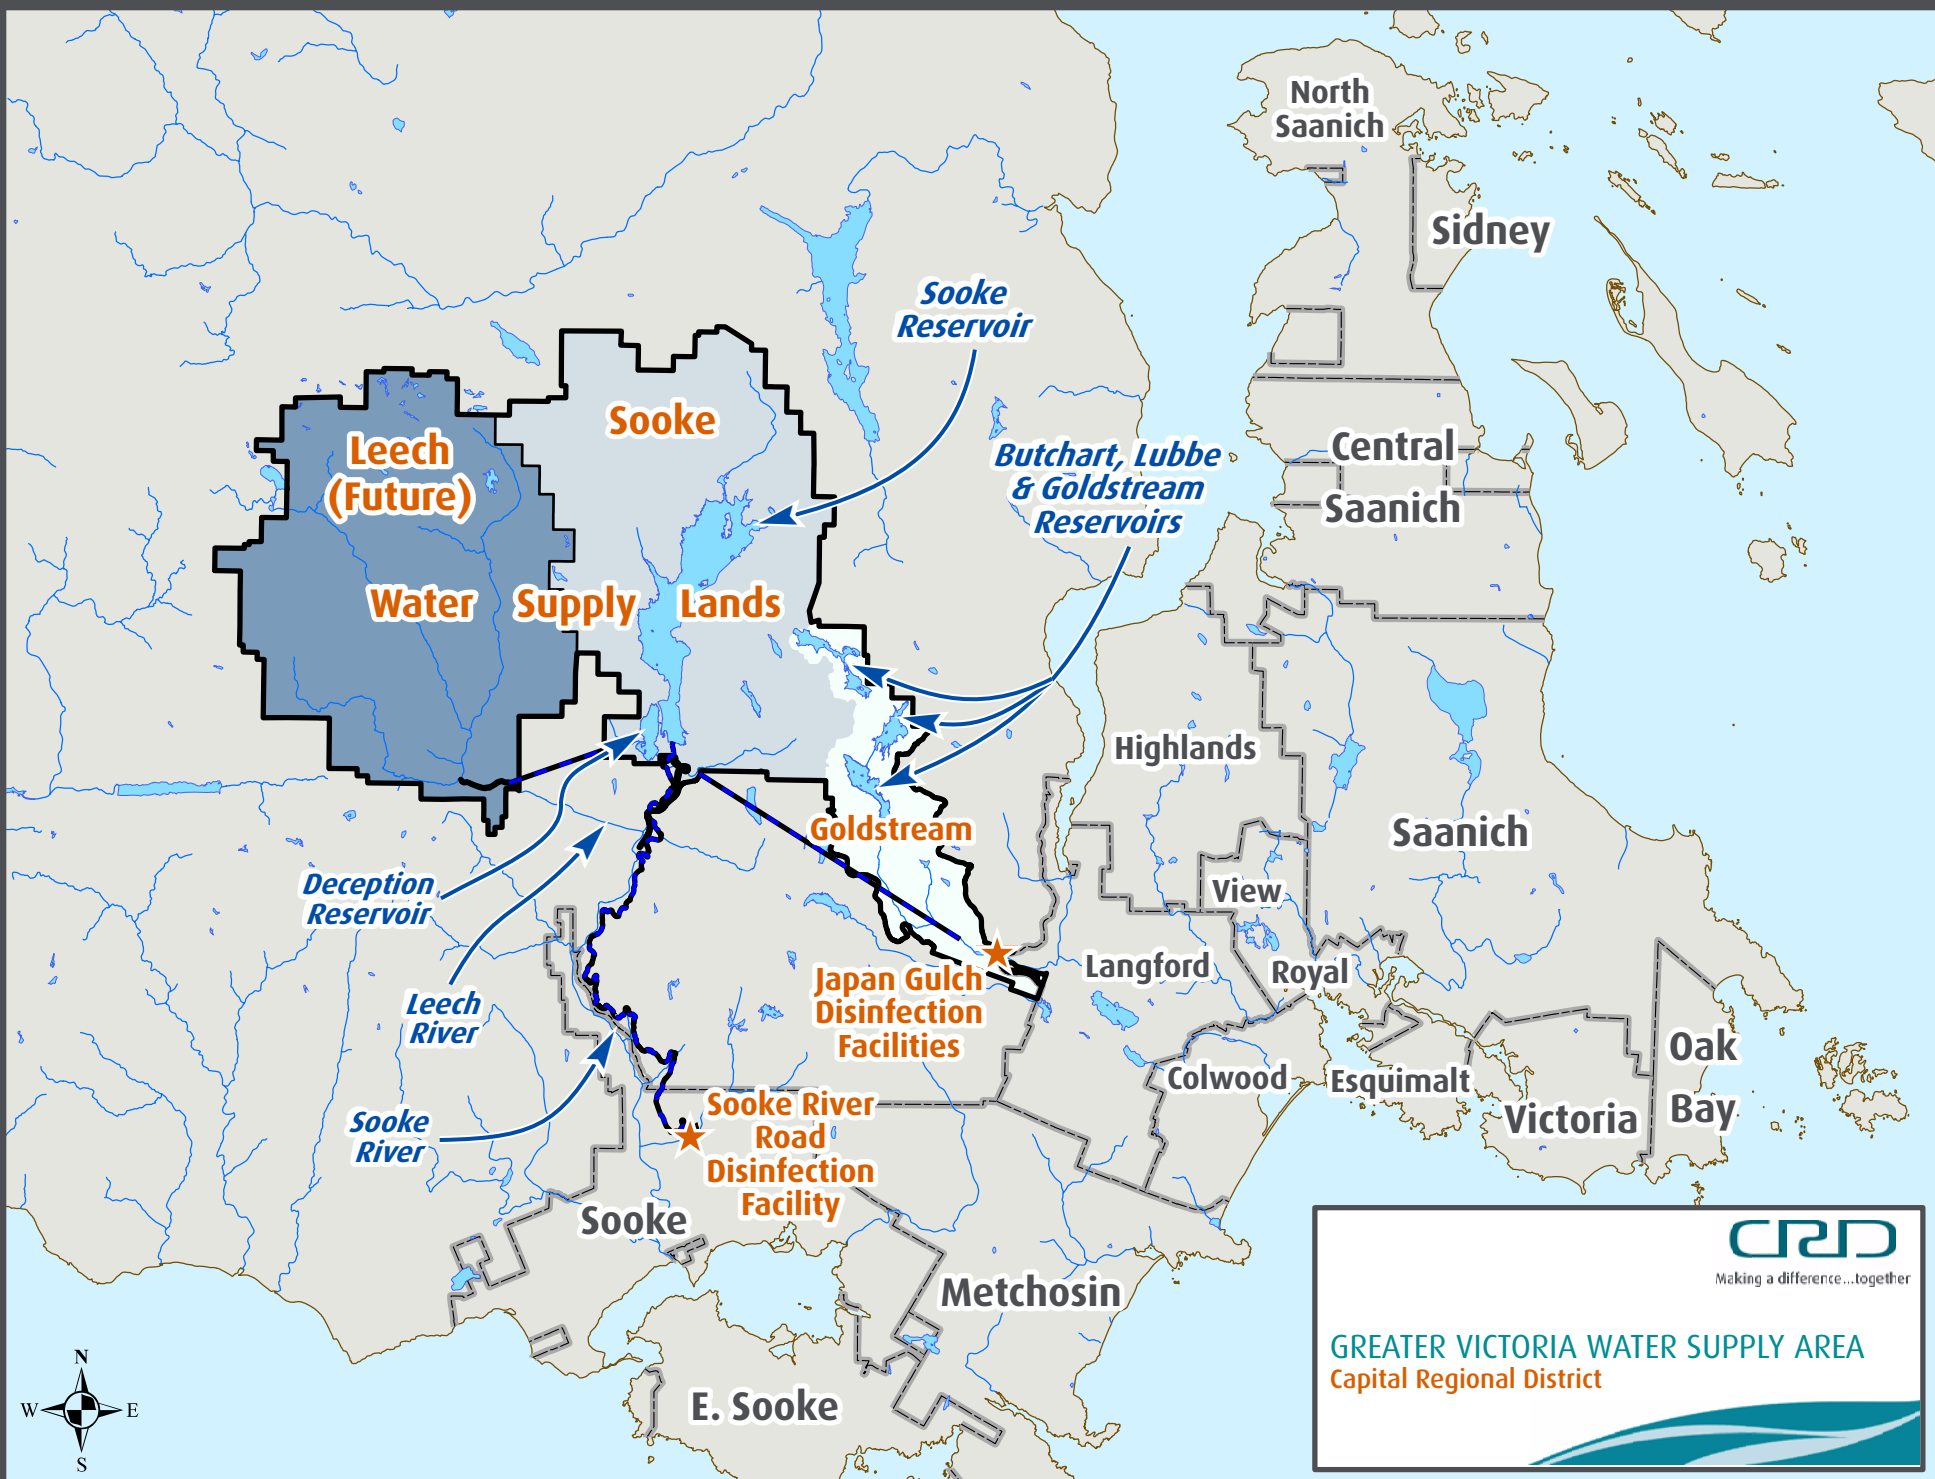 North
Saanich
Sidney
Sooke
Reservoir
Sooke
Leech
(Future)
Butchart, Lubbe
& Goldstream
Reservoirs
Central
Saanich
Water Supply Lands
Highlands
Goldstream
Saanich
Deception
Reservoir
View
Royal
Langford
Japan Gulch
Disinfection
Facilities
Leech
River
Oak
Bay
Colwood
Esquimalt
Victoria
Sooke River
Road
Disinfection
Facility
Sooke
River
Sooke
Metchosin
E. Sooke
N
W E
S
CRD
Making a difference...together
GREATER VICTORIA WATER SUPPLY AREA
Capital Regional District